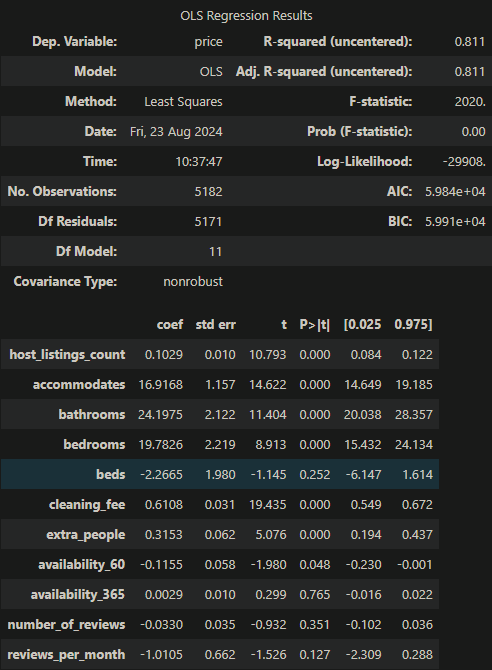 OLS Regression Results
Dep. Variable: price R-squared (uncentered): 0.811
Model: OLS Adj. R-squared (uncentered): 0.811
Method: Least Squares F-statistic: 2020.
Date: Fri, 23 Aug 2024 Prob (F-statistic): 0.00
Time: 10:37:47 Log-Likelihood: -29908.
No. Observations: 5182 AIC: 5.984e+04
Df Residuals: 5171 BIC: 5.991e+04
Df Model: 11
Covariance Type: nonrobust
coef std err t P>|t| [0.025 0.975]
host_listings_count 0.1029 0.010 10.793 0.000 0.084 0.122
accommodates 16.9168 1.157 14.622 0.000 14.649 19.185
bathrooms 24.1975 2.122 11.404 0.000 20.038 28.357
bedrooms 19.7826 2.219 8.913 0.000 15.432 24.134
beds -2.2665 1.980 -1.145 0.252 -6.147 1.614
cleaning_fee 0.6108 0.031 19.435 0.000 0.549 0.672
extra_people 0.3153 0.062 5.076 0.000 0.194 0.437
availability_60 -0.1155 0.058 -1.980 0.048 -0.230 -0.001
availability_365 0.0029 0.010 0.299 0.765 -0.016 0.022
number_of_reviews -0.0330 0.035 -0.932 0.351 -0.102 0.036
reviews_per_month -1.0105 0.662 -1.526 0.127 -2.309 0.288